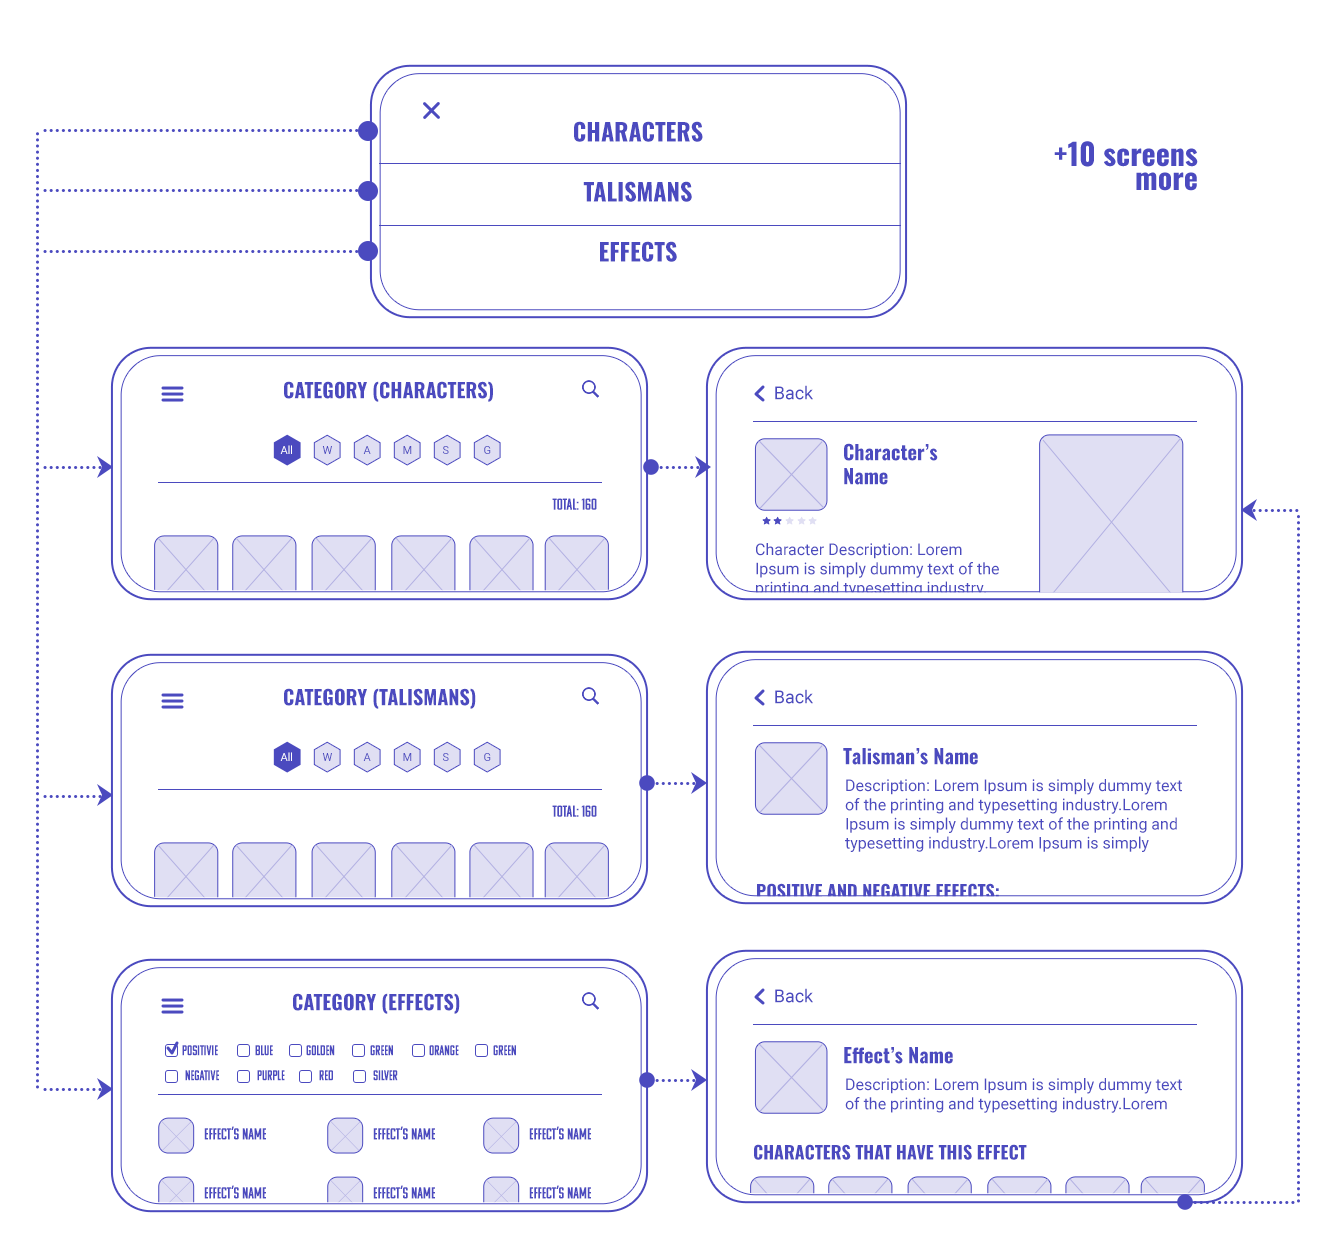 CHARACTERS
TALISMANS
EFFECTS
+10 screens
more
CATEGORY (CHARACTERS)
All W A M S G
TOTAL: 160
Back
Character's
Name
Character Description: Lorem
Ipsum is simply dummy text of the
printing and typesetting industry.
CATEGORY (TALISMANS)
All W A M S G
TOTAL: 160
Back
Talisman's Name
Description: Lorem Ipsum is simply dummy text
of the printing and typesetting industry.Lorem
Ipsum is simply dummy text of the printing and
typesetting industry.Lorem Ipsum is simply
POSITIVE AND NEGATIVE EFFECTS:
CATEGORY (EFFECTS)
POSITIVIE BLUE GOLDEN GREEN ORANGE GREEN
NEGATIVE PURPLE RED SILVER
EFFECT'S NAME EFFECT'S NAME EFFECT'S NAME
EFFECT'S NAME EFFECT'S NAME EFFECT'S NAME
Back
Effect's Name
Description: Lorem Ipsum is simply dummy text
of the printing and typesetting industry.Lorem
CHARACTERS THAT HAVE THIS EFFECT